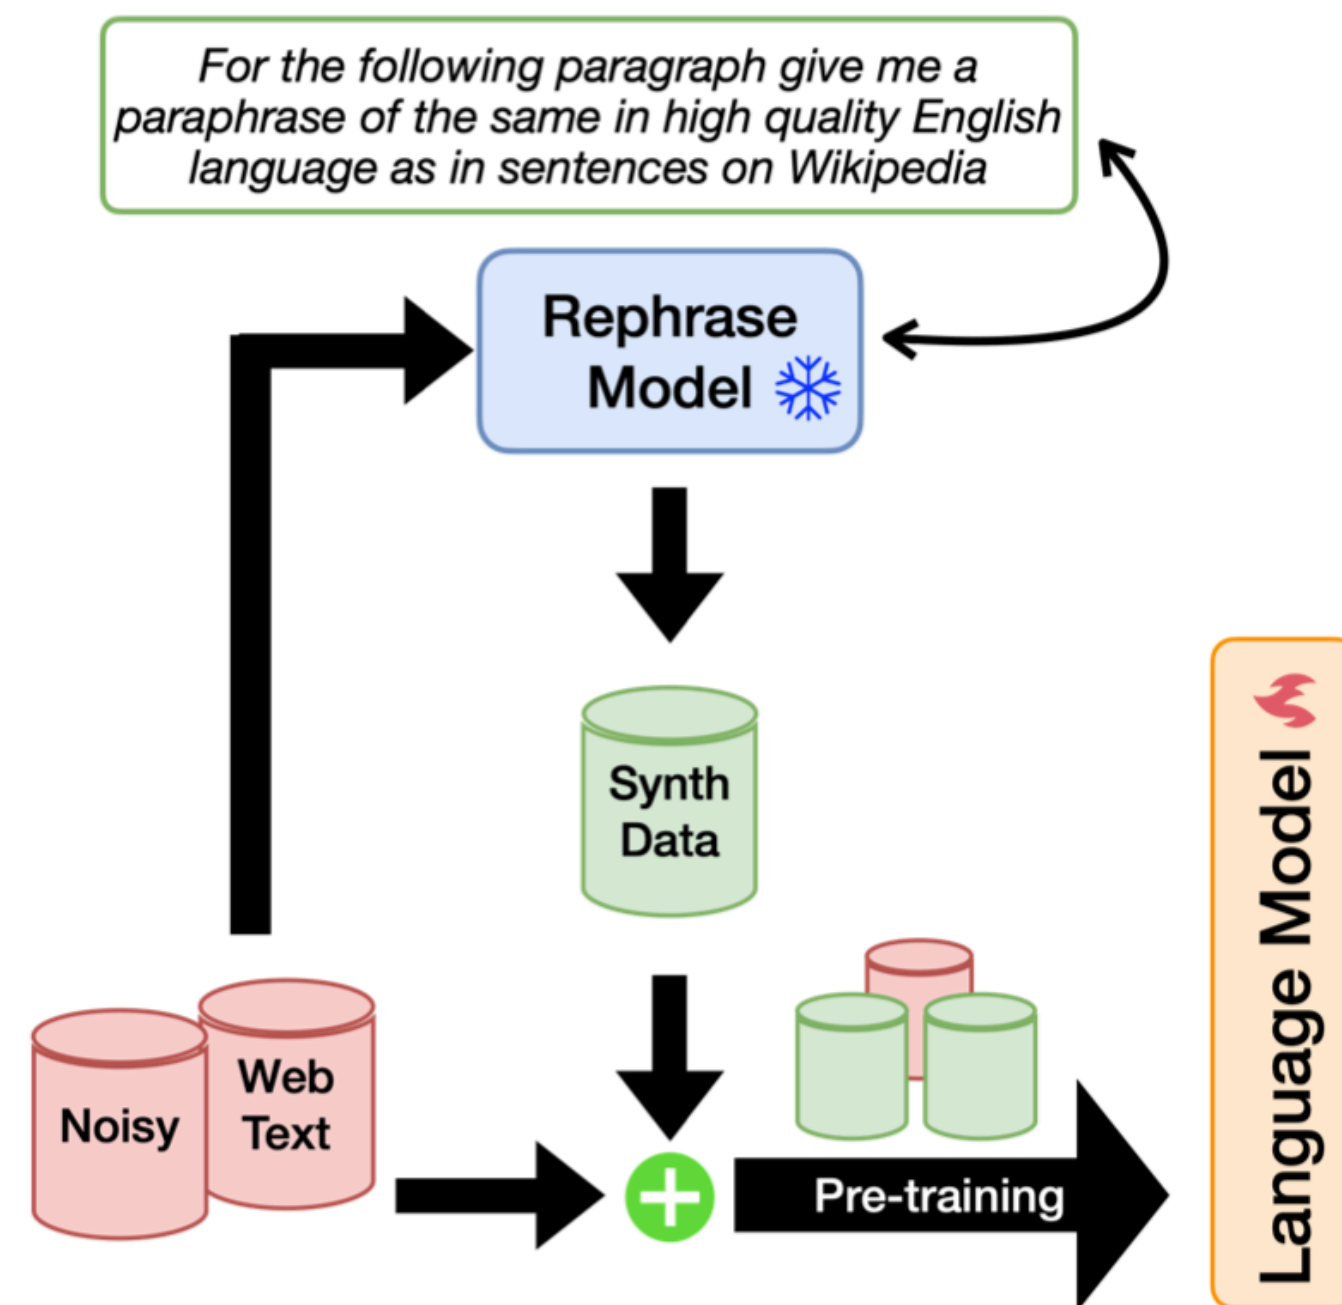 For the following paragraph give me a
paraphrase of the same in high quality English
language as in sentences on Wikipedia
Rephrase
Model
Synth
Data
Noisy
Web
Text
Pre-training
Language Model